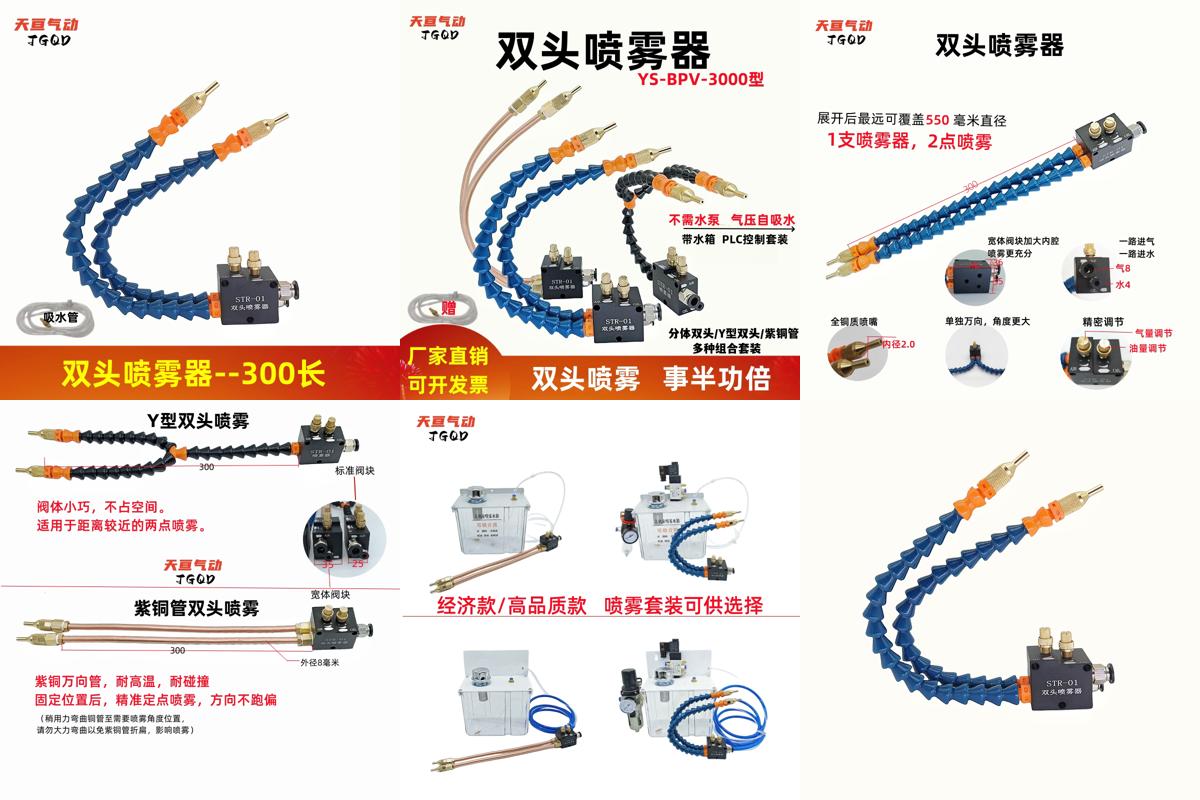 天亘气动
JGQD
STR-01
双头喷雾器
吸水管
双头喷雾器--300长
天亘气动
JGQD
双头喷雾器
YS-BPV-3000型
不需水泵 气压自吸水
带水箱 PLC控制套装
STR-01
双头喷雾器
赠
分体双头/Y型双头/紫铜管
多种组合套装
厂家直销
可开发票
双头喷雾 事半功倍
天亘气动
JGQD
双头喷雾器
展开后最远可覆盖550 毫米直径
1支喷雾器，2点喷雾
300
宽体阀块加大内腔
喷雾更充分
一路进气
一路进水
气8
水4
全铜质喷嘴
内径2.0
单独万向，角度更大
精密调节
气量调节
油量调节
Y型双头喷雾
STR-01
300
标准阀块
阀体小巧，不占空间。
适用于距离较近的两点喷雾。
35
25
宽体阀块
天亘气动
JGQD
紫铜管双头喷雾
300
外径8毫米
紫铜万向管，耐高温，耐碰撞
固定位置后，精准定点喷雾，方向不跑偏
（稍用力弯曲铜管至需要喷雾角度位置，
请勿大力弯曲以免紫铜管折扁，影响喷雾）
天亘气动
JGQD
经济款/高品质款 喷雾套装可供选择
STR-01
双头喷雾器